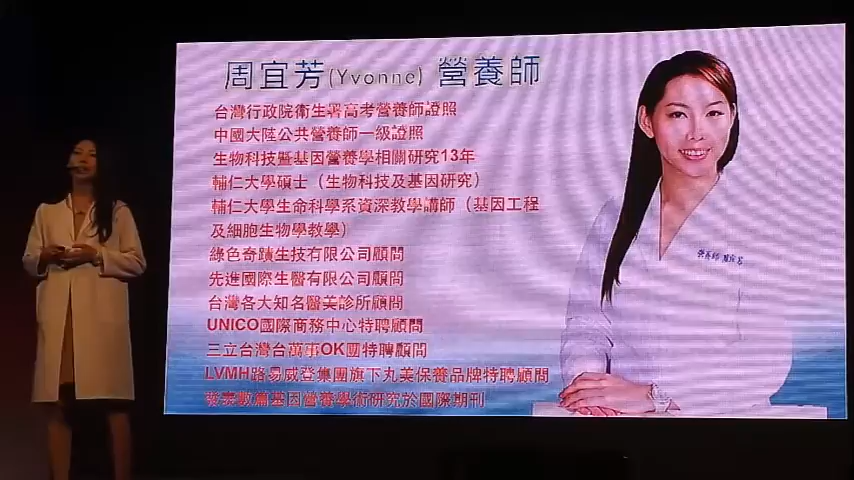 周宜芳(Yvonne) 營養師
台灣行政院衛生署高考營養師證照
中國大陸公共營養師一級證照
生物科技暨基因營養學相關研究13年
輔仁大學碩士（生物科技及基因研究）
輔仁大學生命科學系資深教學講師（基因工程
及細胞生物學教學）
綠色奇蹟生技有限公司顧問
先進國際生醫有限公司顧問
台灣各大知名醫美診所顧問
UNICO國際商務中心特聘顧問
三立台灣台萬事OK團特聘顧問
LVMH路易威登集團旗下丸美保養品牌特聘顧問
發表數篇基因營養學術研究於國際期刊
營養師 周宜芳